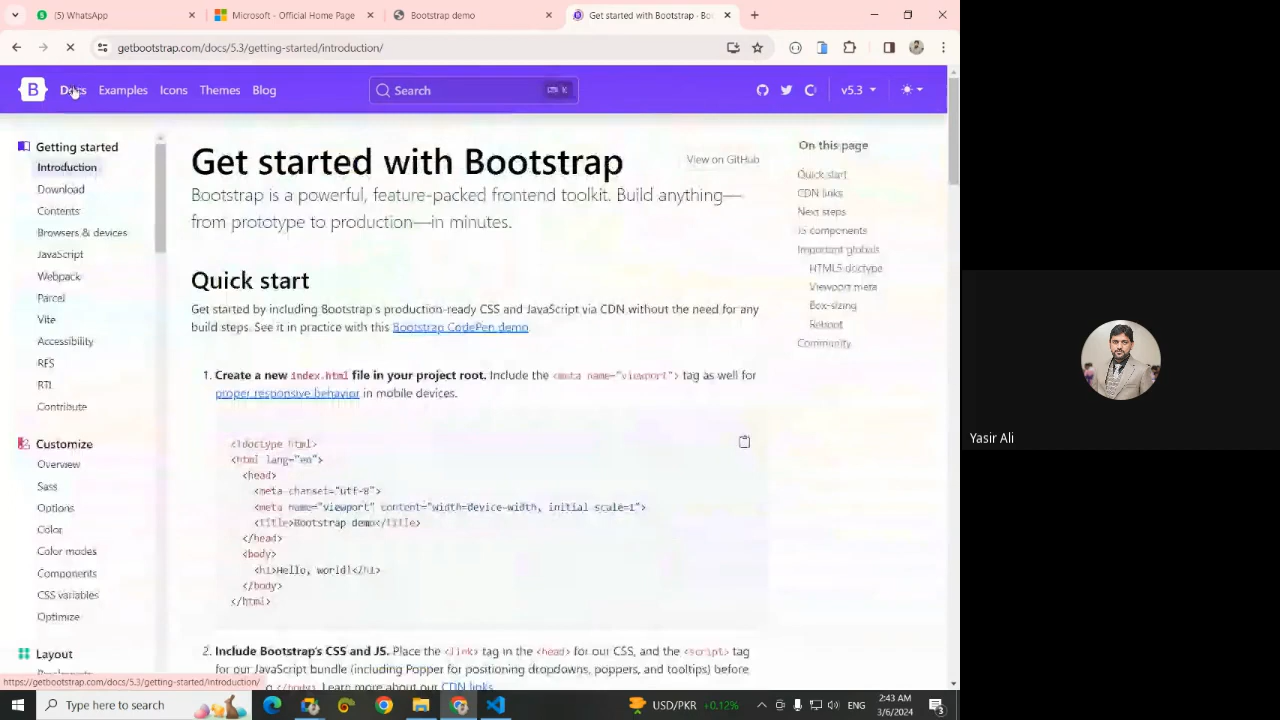 (5) WhatsApp
Microsoft - Official Home Page
Bootstrap demo
Get started with Bootstrap · Bo
getbootstrap.com/docs/5.3/getting-started/introduction/
B
Docs
Examples
Icons
Themes
Blog
Search
Ctrl K
v5.3
Getting started
Introduction
Download
Contents
Browsers & devices
JavaScript
Webpack
Parcel
Vite
Accessibility
RFS
RTL
Contribute
Customize
Overview
Sass
Options
Color
Color modes
Components
CSS variables
Optimize
Layout
Get started with Bootstrap
View on GitHub
Bootstrap is a powerful, feature-packed frontend toolkit. Build anything—
from prototype to production—in minutes.
Quick start
Get started by including Bootstrap's production-ready CSS and JavaScript via CDN without the need for any
build steps. See it in practice with this Bootstrap CodePen demo.
1. Create a new index.html file in your project root. Include the <meta name="viewport"> tag as well for
proper responsive behavior in mobile devices.
<!doctype html>
<html lang="en">
<head>
<meta charset="utf-8">
<meta name="viewport" content="width=device-width, initial-scale=1">
<title>Bootstrap demo</title>
</head>
<body>
<h1>Hello, world!</h1>
</body>
</html>
2. Include Bootstrap's CSS and JS. Place the <link> tag in the <head> for our CSS, and the <script> tag
for our JavaScript bundle (including Popper for positioning dropdowns, poppers, and tooltips) before
</body>. Learn more about our CDN links.
On this page
Quick start
CDN links
Next steps
JS components
Important globals
HTML5 doctype
Viewport meta
Box-sizing
Reboot
Community
https://getbootstrap.com/docs/5.3/getting-started/introduction/
Type here to search
USD/PKR +0.12%
ENG
2:43 AM
3/6/2024
3
Yasir Ali